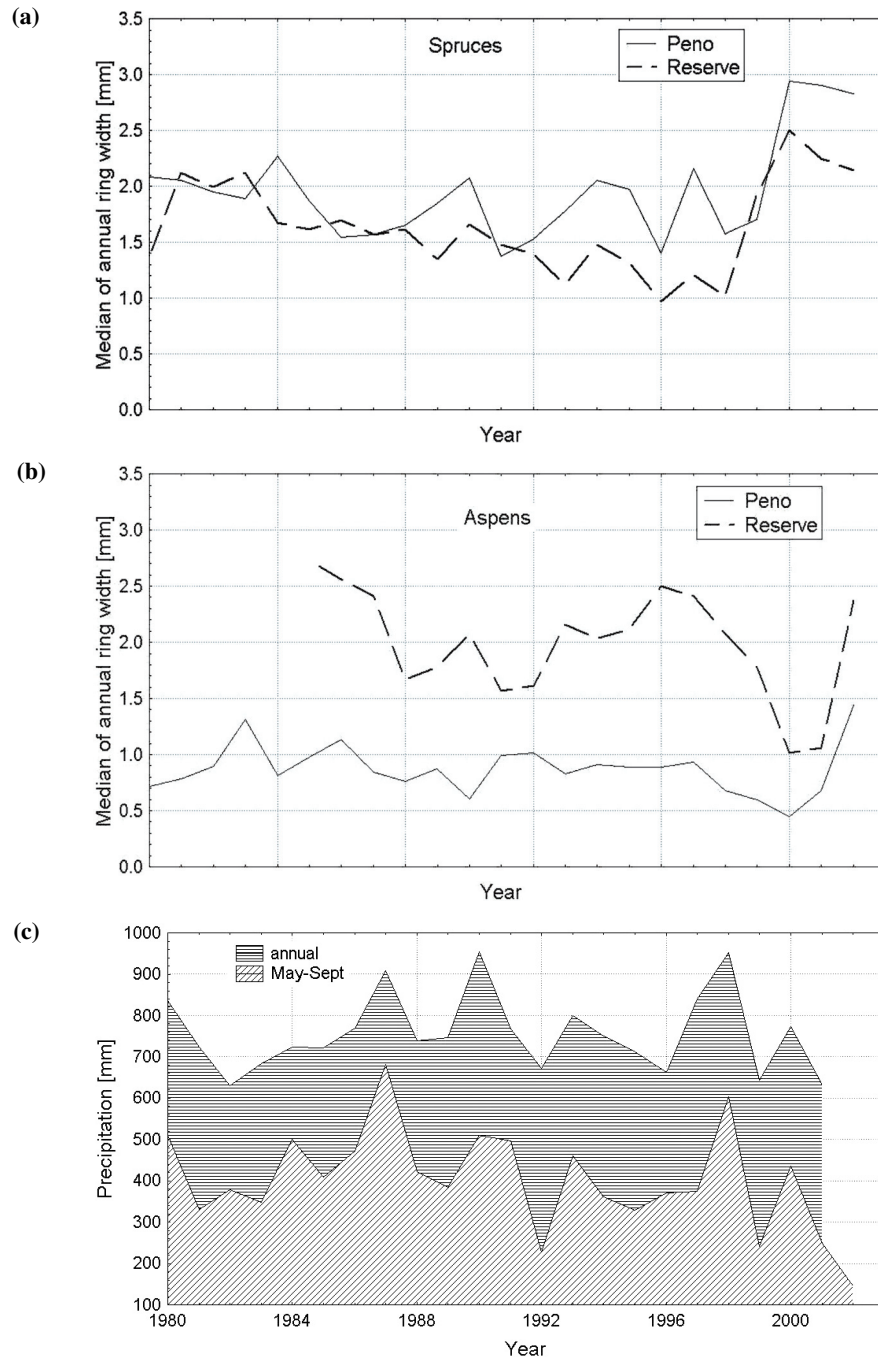 (a)
3.5
3.0
2.5
2.0
1.5
1.0
0.5
0.0
Median of annual ring width [mm]
Spruces
Peno
Reserve
Year
(b)
3.5
3.0
2.5
2.0
1.5
1.0
0.5
0.0
Median of annual ring width [mm]
Aspens
Peno
Reserve
Year
(c)
1000
900
800
700
600
500
400
300
200
100
Precipitation [mm]
annual
May-Sept
1980 1984 1988 1992 1996 2000
Year